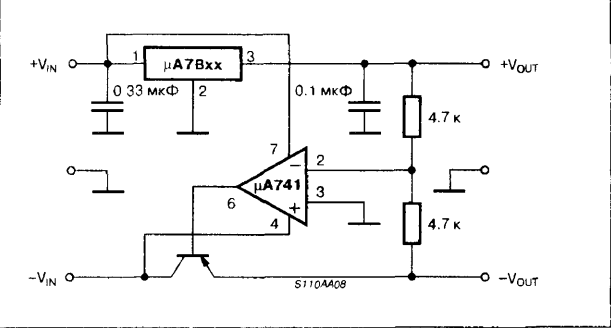 +V_IN
1
µA7Bxx
3
+V_OUT
0 33 мкФ
2
0.1 мкФ
4.7 к
7
−
2
µA741
6
3
+
4
4.7 к
−V_IN
S110AA08
−V_OUT